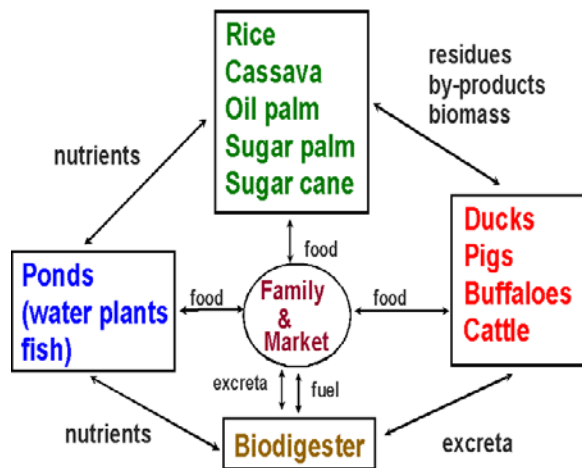 Rice
Cassava
Oil palm
Sugar palm
Sugar cane
residues
by-products
biomass
nutrients
food
Ponds
(water plants
fish)
food
Family
&
Market
food
Ducks
Pigs
Buffaloes
Cattle
excreta
fuel
nutrients
Biodigester
excreta